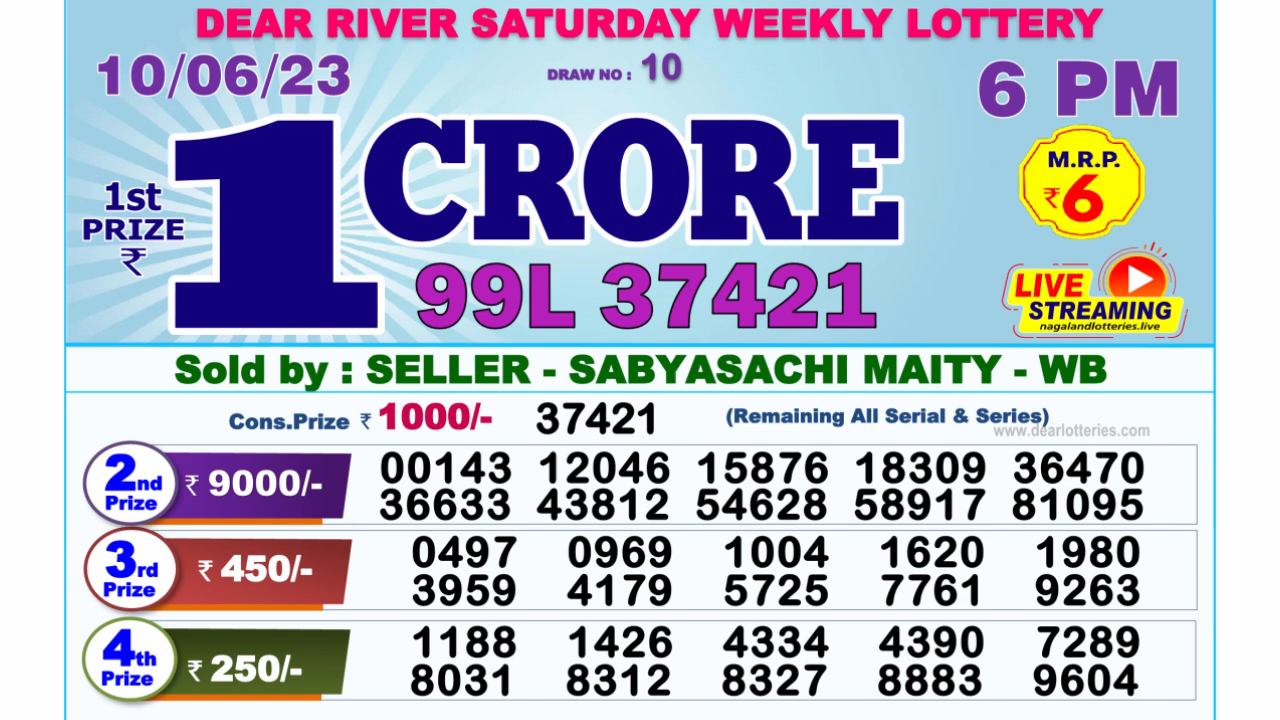 DEAR RIVER SATURDAY WEEKLY LOTTERY
10/06/23
DRAW NO : 10
6 PM
1st
PRIZE
₹
1 CRORE
M.R.P.
₹6
99L 37421
LIVE
STREAMING
nagalandlotteries.live
Sold by : SELLER - SABYASACHI MAITY - WB
Cons.Prize ₹ 1000/- 37421 (Remaining All Serial & Series)
www.dearlotteries.com
2nd
Prize
₹ 9000/-
00143 12046 15876 18309 36470
36633 43812 54628 58917 81095
3rd
Prize
₹ 450/-
0497 0969 1004 1620 1980
3959 4179 5725 7761 9263
4th
Prize
₹ 250/-
1188 1426 4334 4390 7289
8031 8312 8327 8883 9604